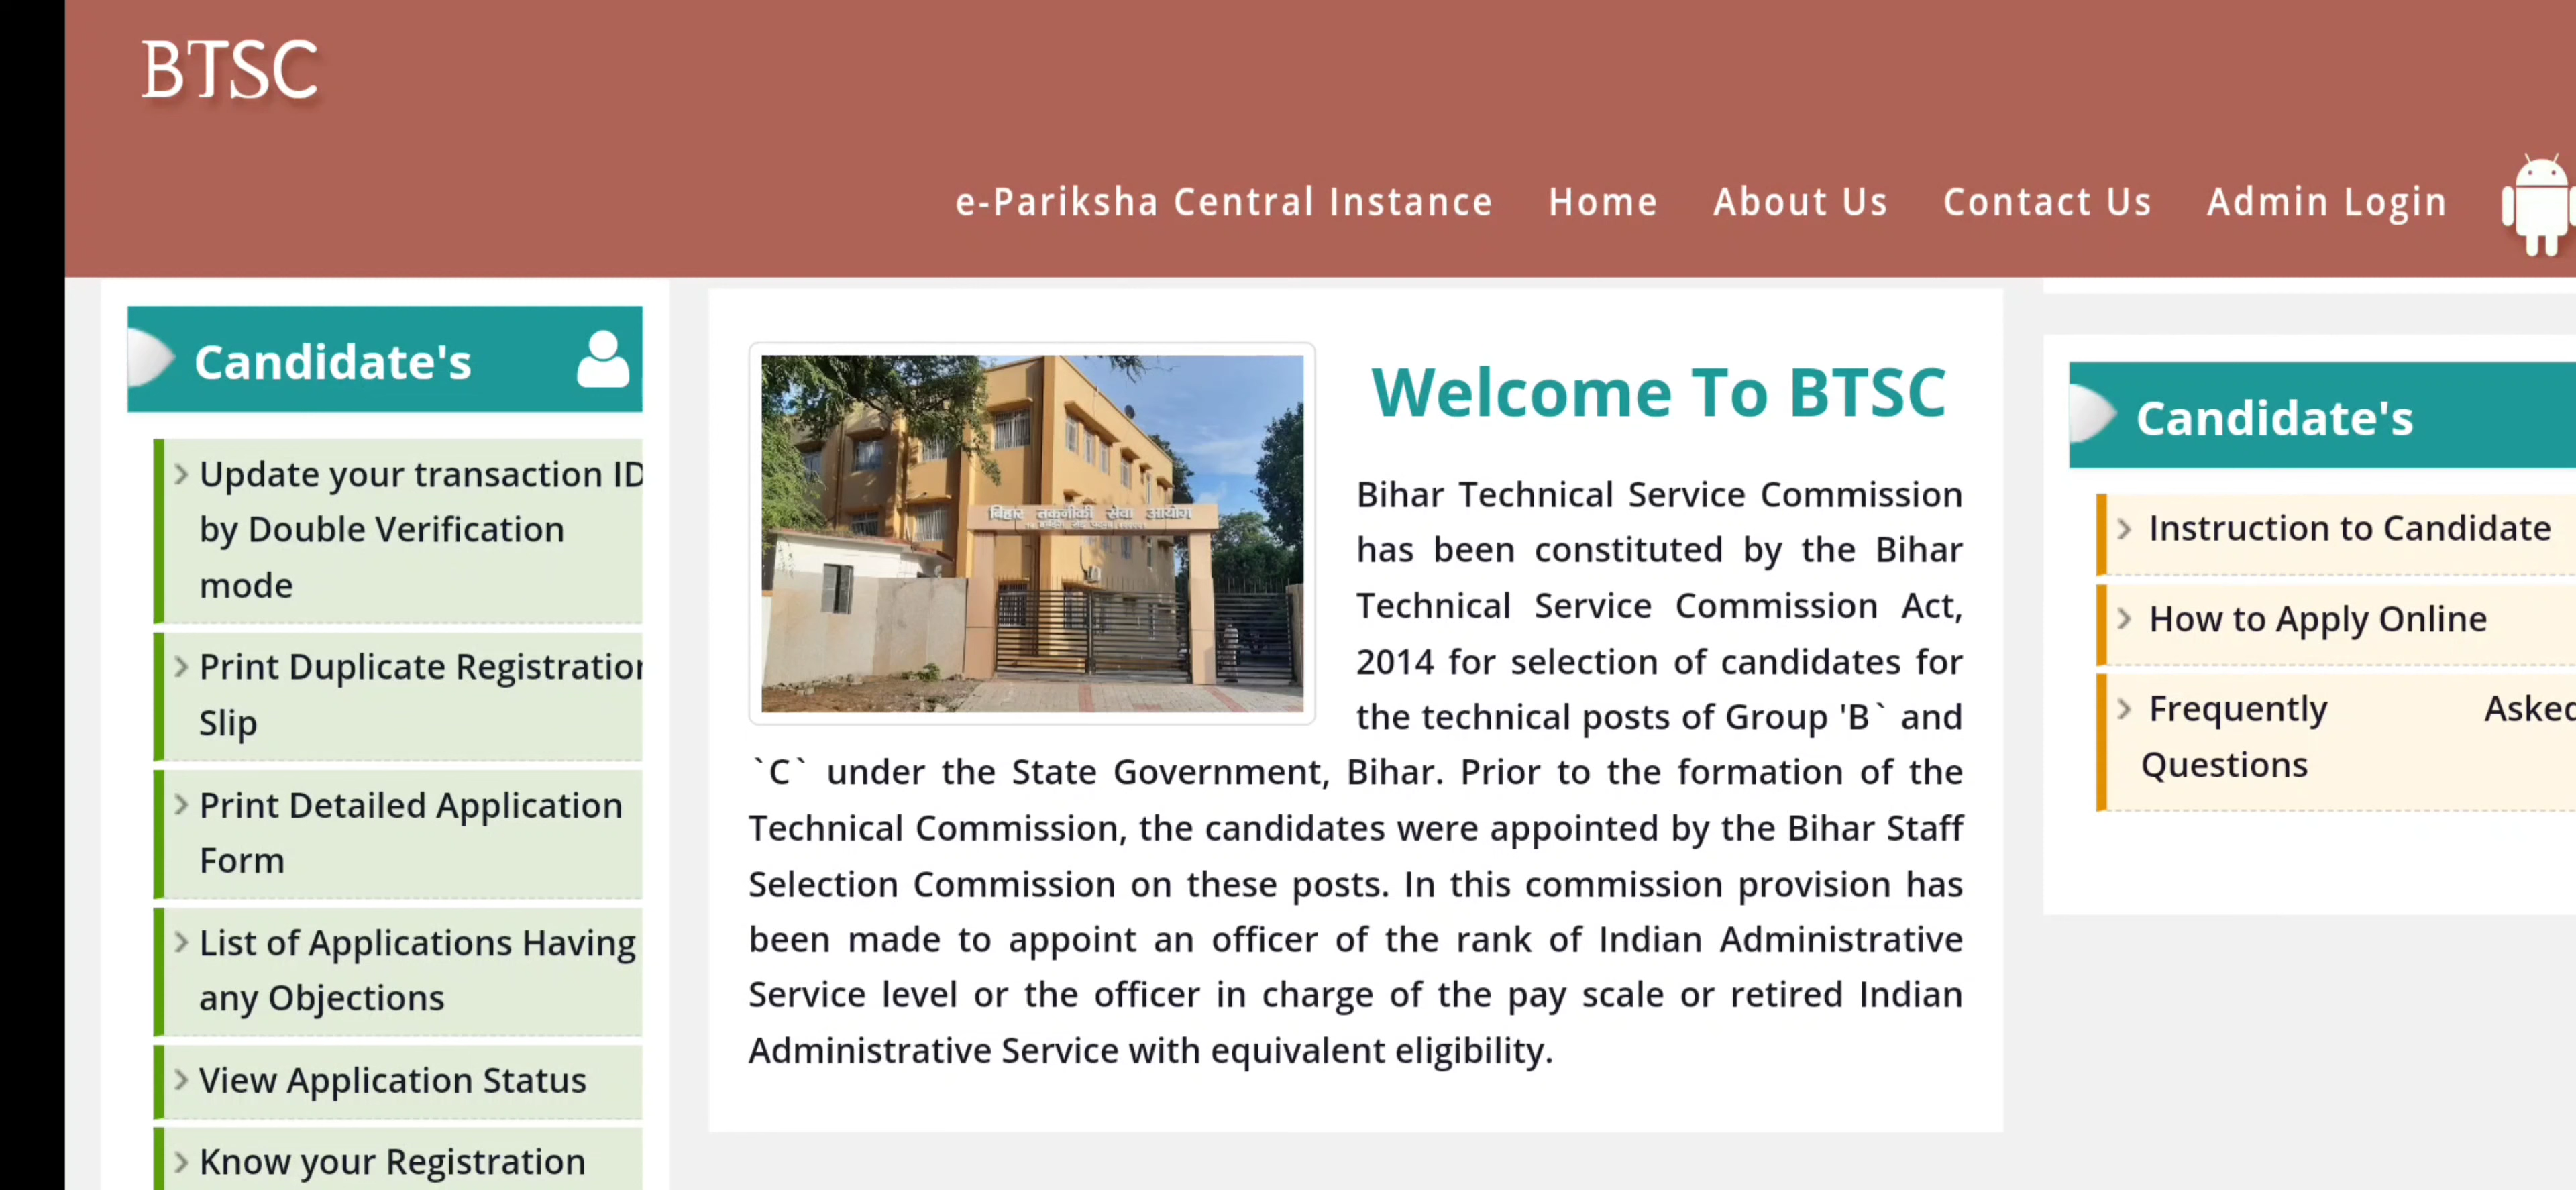 BTSC
e-Pariksha Central Instance Home About Us Contact Us Admin Login
Candidate's
Update your transaction ID
by Double Verification
mode
Print Duplicate Registration
Slip
Print Detailed Application
Form
List of Applications Having
any Objections
View Application Status
Know your Registration
बिहार तकनीकी सेवा आयोग
Welcome To BTSC
Bihar Technical Service Commission
has been constituted by the Bihar
Technical Service Commission Act,
2014 for selection of candidates for
the technical posts of Group 'B` and
`C` under the State Government, Bihar. Prior to the formation of the
Technical Commission, the candidates were appointed by the Bihar Staff
Selection Commission on these posts. In this commission provision has
been made to appoint an officer of the rank of Indian Administrative
Service level or the officer in charge of the pay scale or retired Indian
Administrative Service with equivalent eligibility.
Candidate's
Instruction to Candidate
How to Apply Online
Frequently Asked
Questions